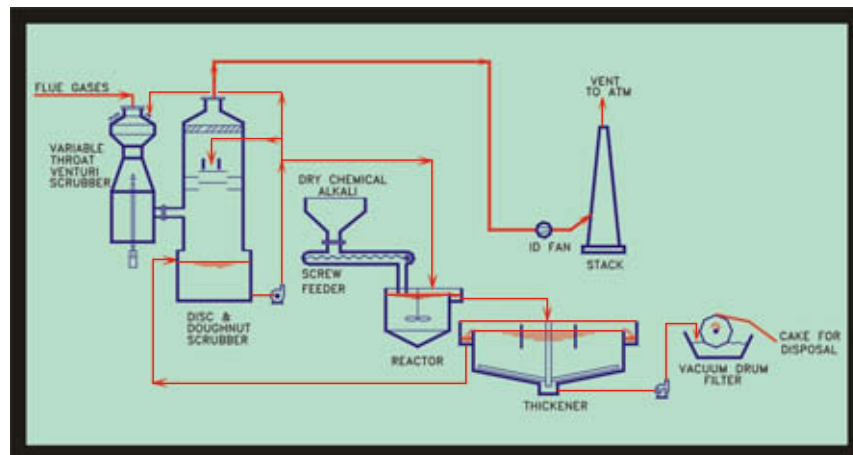 FLUE GASES
VARIABLE
THROAT
VENTURI
SCRUBBER
DISC &
DOUGHNUT
SCRUBBER
DRY CHEMICAL
ALKALI
SCREW
FEEDER
REACTOR
THICKENER
VENT
TO ATM
ID FAN
STACK
CAKE FOR
DISPOSAL
VACUUM DRUM
FILTER